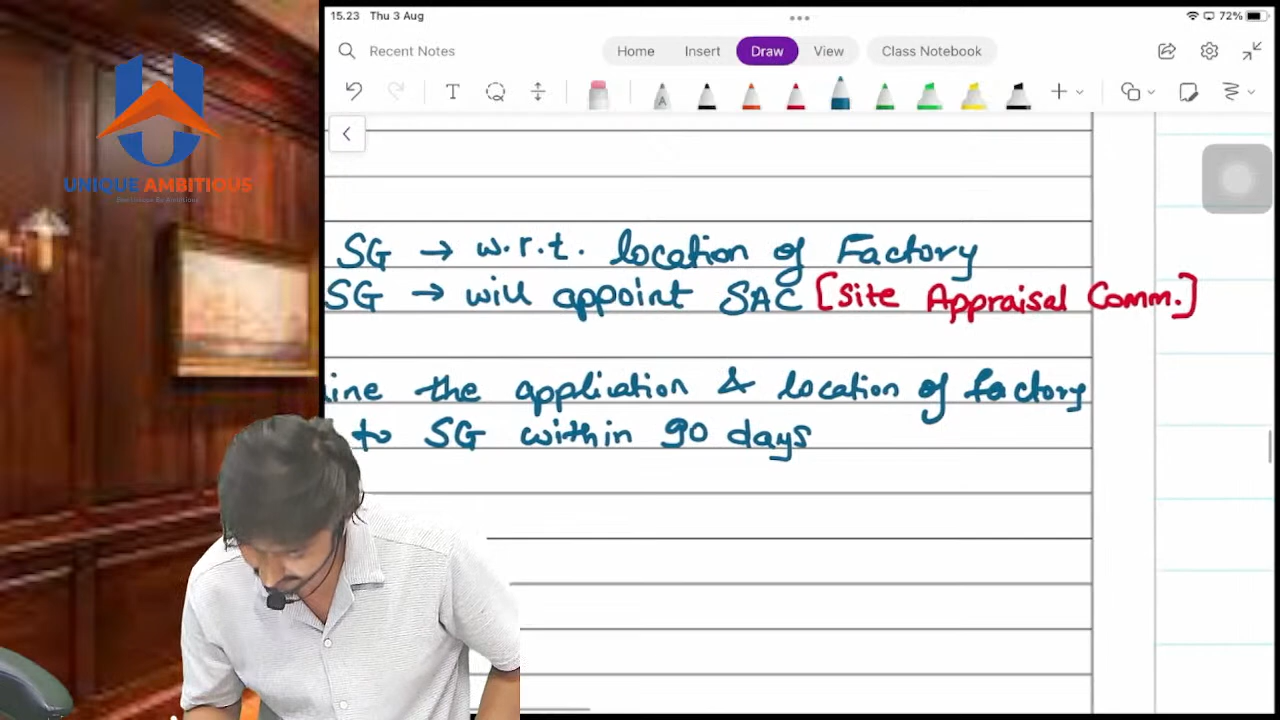 15.23 Thu 3 Aug
72%
Recent Notes
Home
Insert
Draw
View
Class Notebook
T
A
UNIQUE AMBITIOUS
SG → w.r.t. location of Factory
SG → will appoint SAC [Site Appraisal Comm.]
ine the application & location of factory
to SG within 90 days